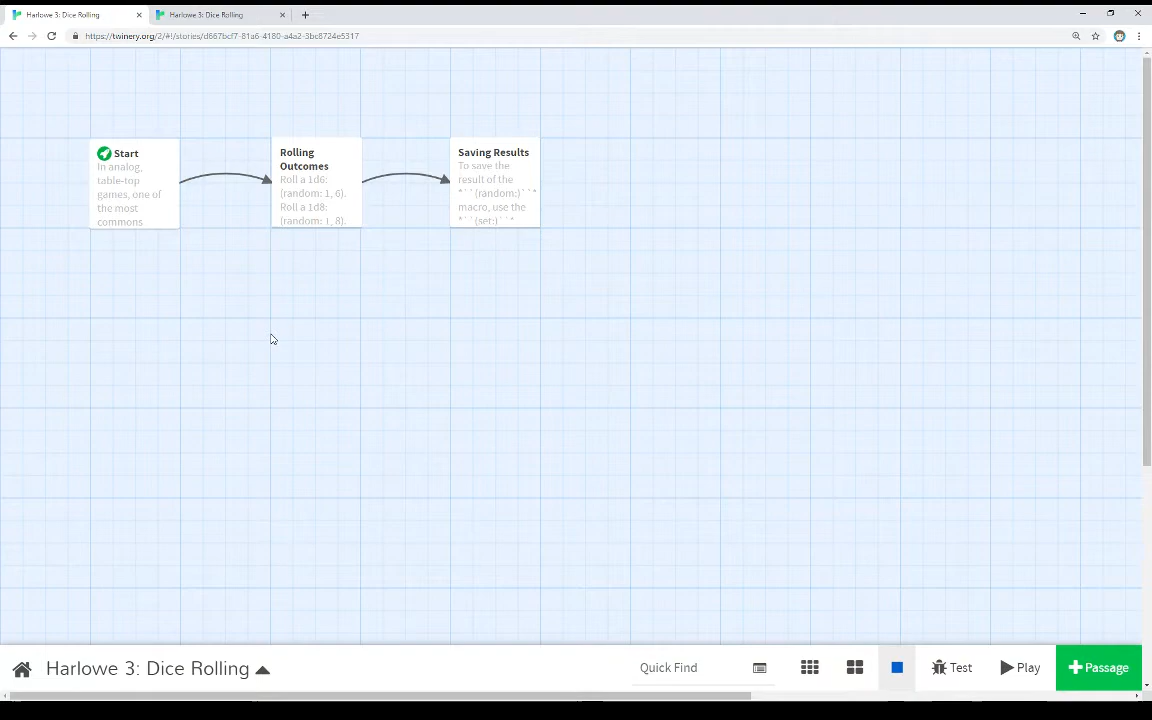 Harlowe 3: Dice Rolling
Harlowe 3: Dice Rolling
https://twinery.org/2/#!/stories/d667bcf7-81a6-4180-a4a2-3bc8724e5317
Start
In analog,
table-top
games, one of
the most
commons
Rolling
Outcomes
Roll a 1d6:
(random: 1, 6).
Roll a 1d8:
(random: 1, 8).
Saving Results
To save the
result of the
*``(random:)``*
macro, use the
*``(set:)``*
Harlowe 3: Dice Rolling
Quick Find
Test
Play
+Passage